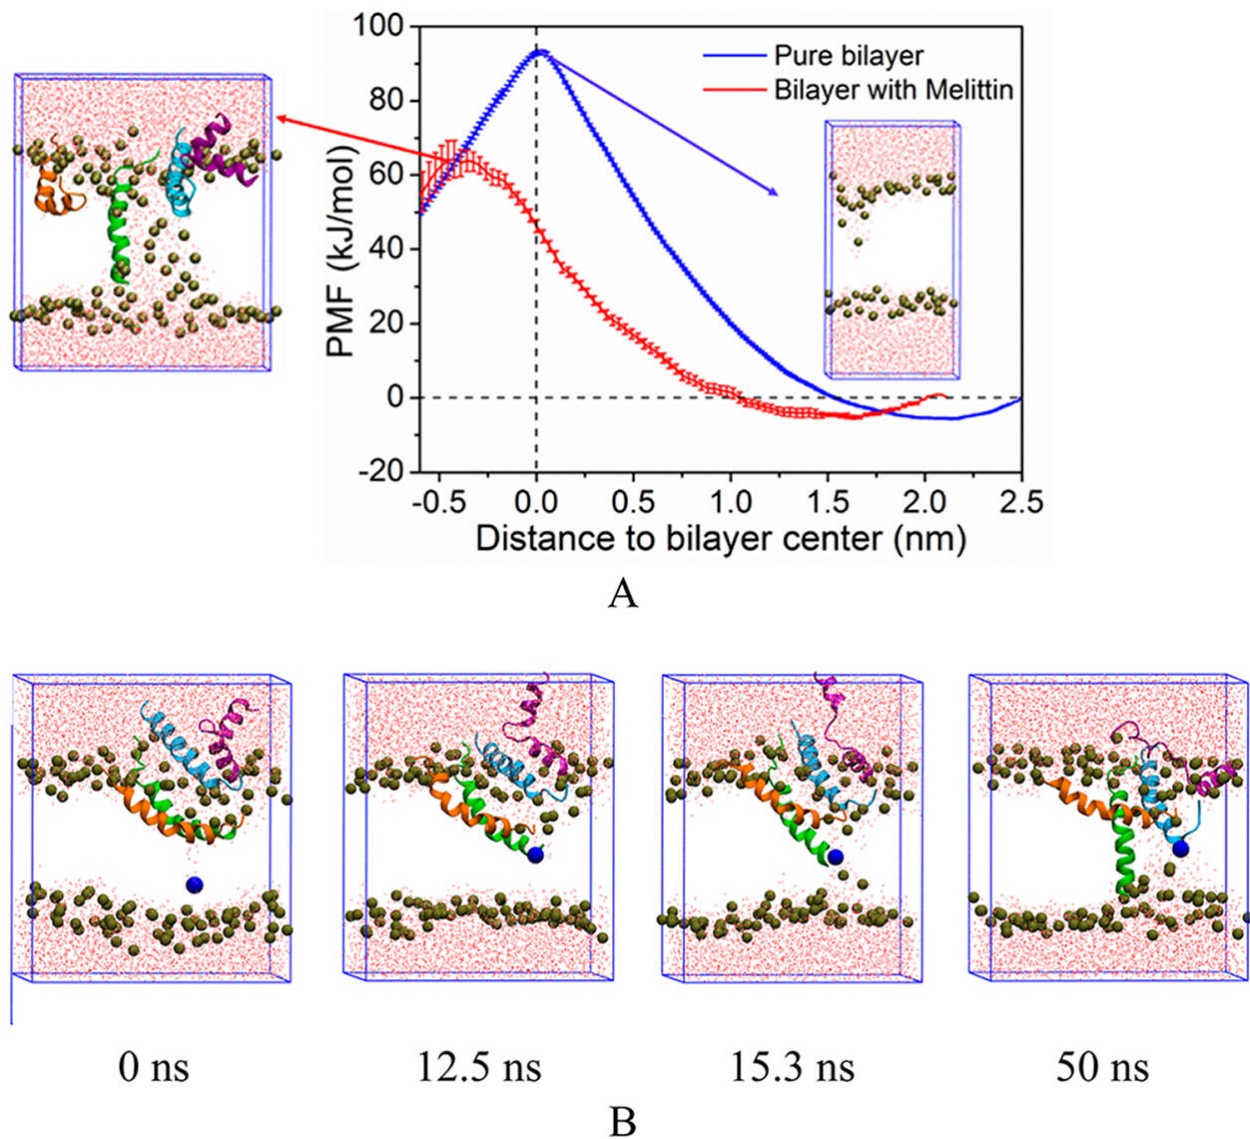 100
80
60
40
20
0
-20
PMF (kJ/mol)
Pure bilayer
Bilayer with Melittin
-0.5 0.0 0.5 1.0 1.5 2.0 2.5
Distance to bilayer center (nm)
A
0 ns 12.5 ns 15.3 ns 50 ns
B